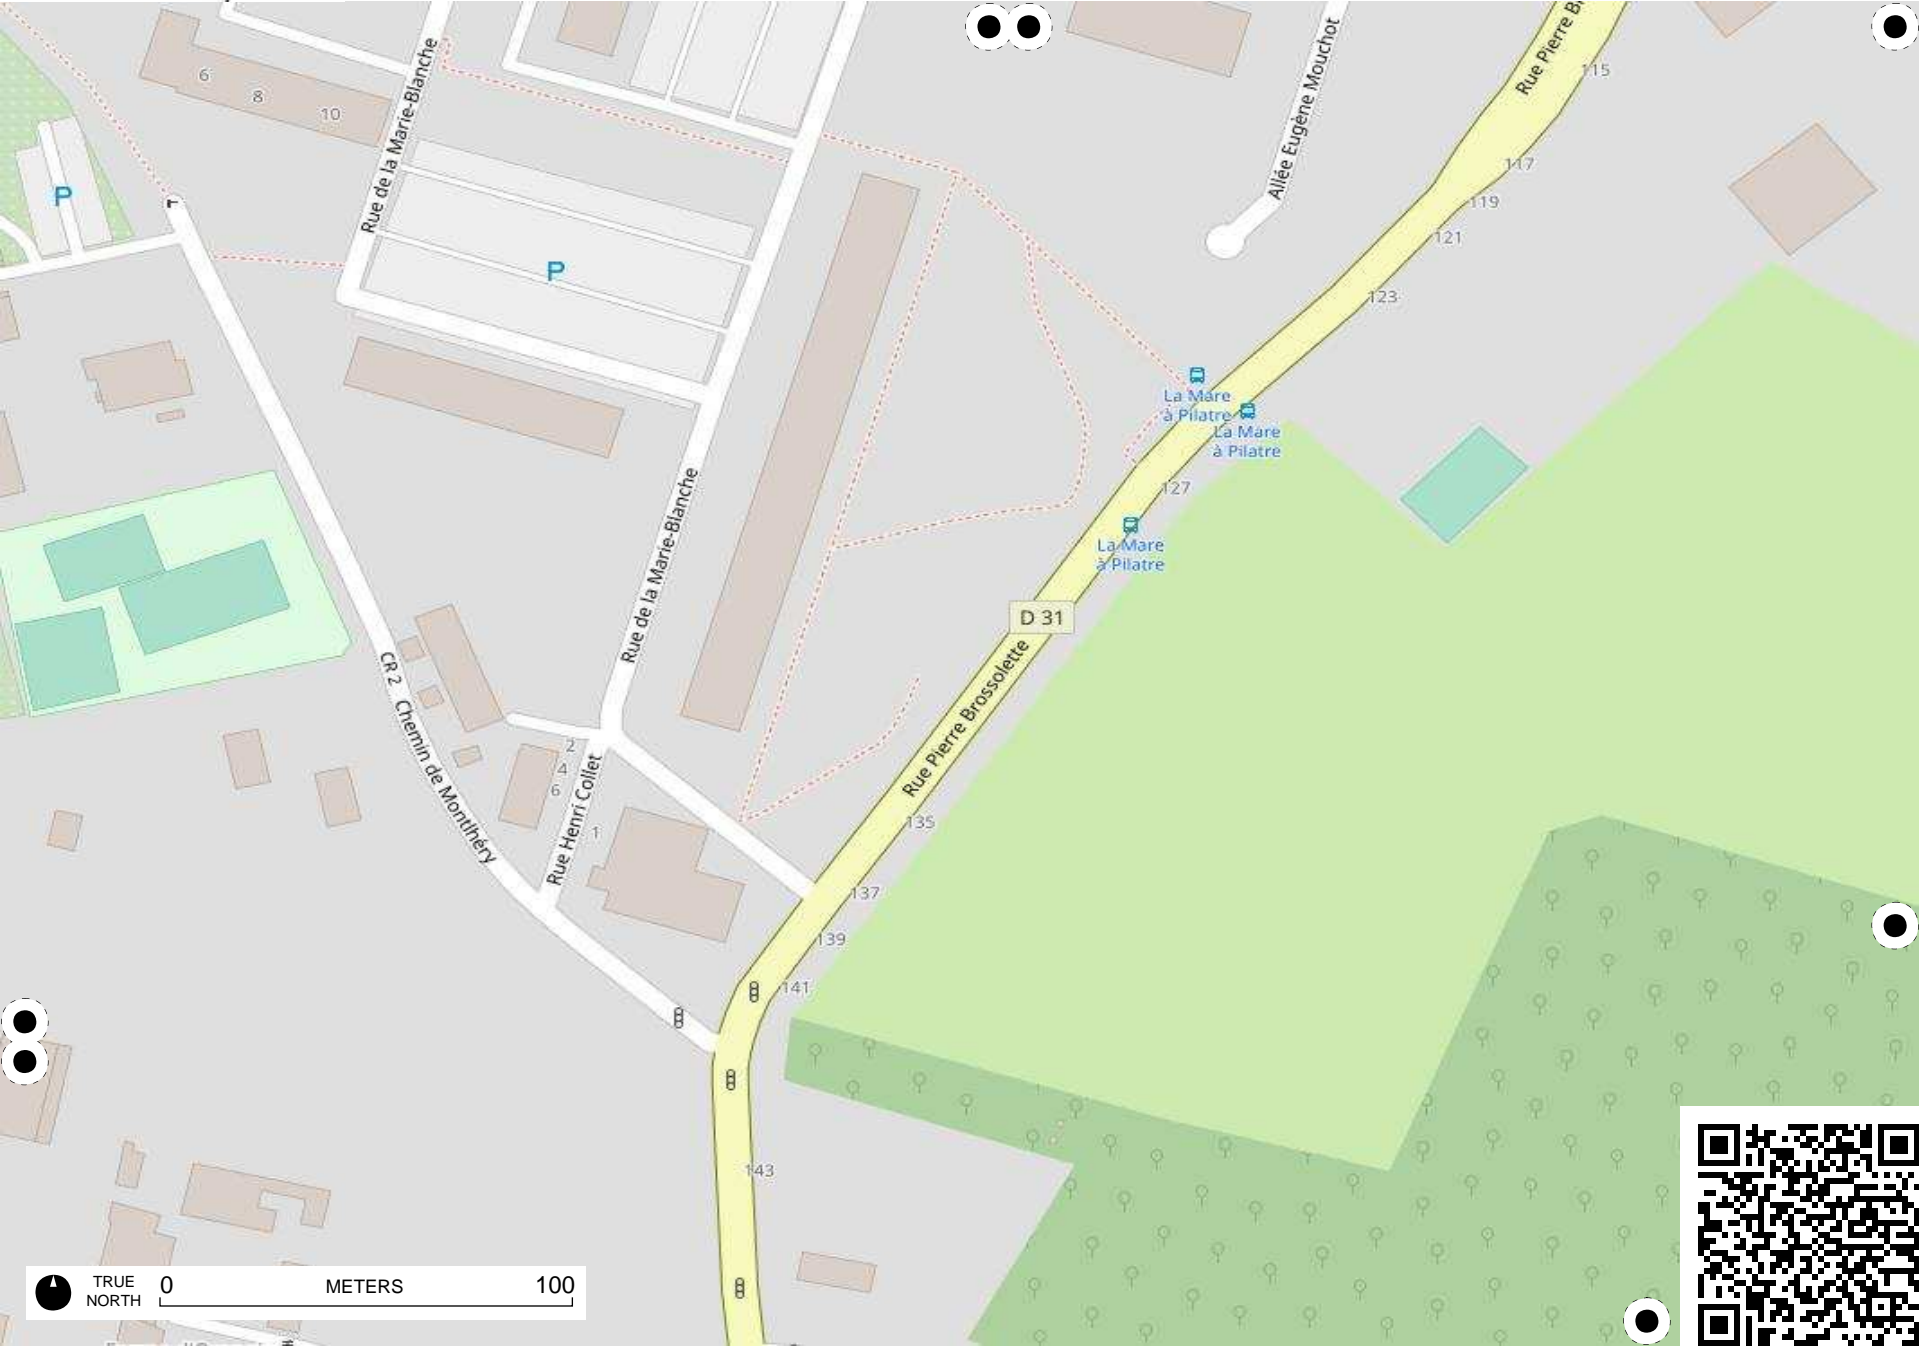 6
8
10
Rue de la Marie-Blanche
Allée Eugène Mouchot
115
117
119
121
123
P
P
La Mare
à Pilatre
La Mare
à Pilatre
127
La Mare
à Pilatre
Rue de la Marie-Blanche
D 31
Rue Pierre Brossolette
CR 2
Chemin de Montlhéry
2
4
6
1
Rue Henri Collet
135
137
139
141
143
TRUE
NORTH
0
METERS
100
Rue Pierre B